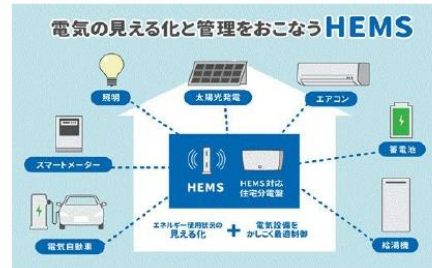 電気の見える化と管理をおこなうHEMS
照明
太陽光発電
エアコン
スマートメーター
蓄電池
HEMS
HEMS対応
住宅分電盤
電気自動車
エネルギー使用状況の
見える化
+
電気設備を
かしこく最適制御
給湯機